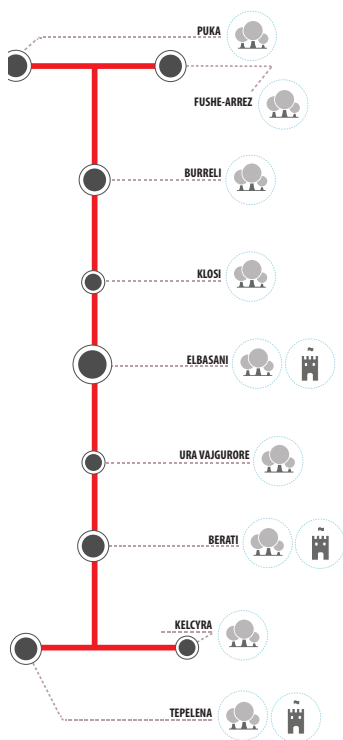 PUKA
FUSHE-ARREZ
BURRELI
KLOSI
ELBASANI
URA VAJGURORE
BERATI
KELCYRA
TEPELENA